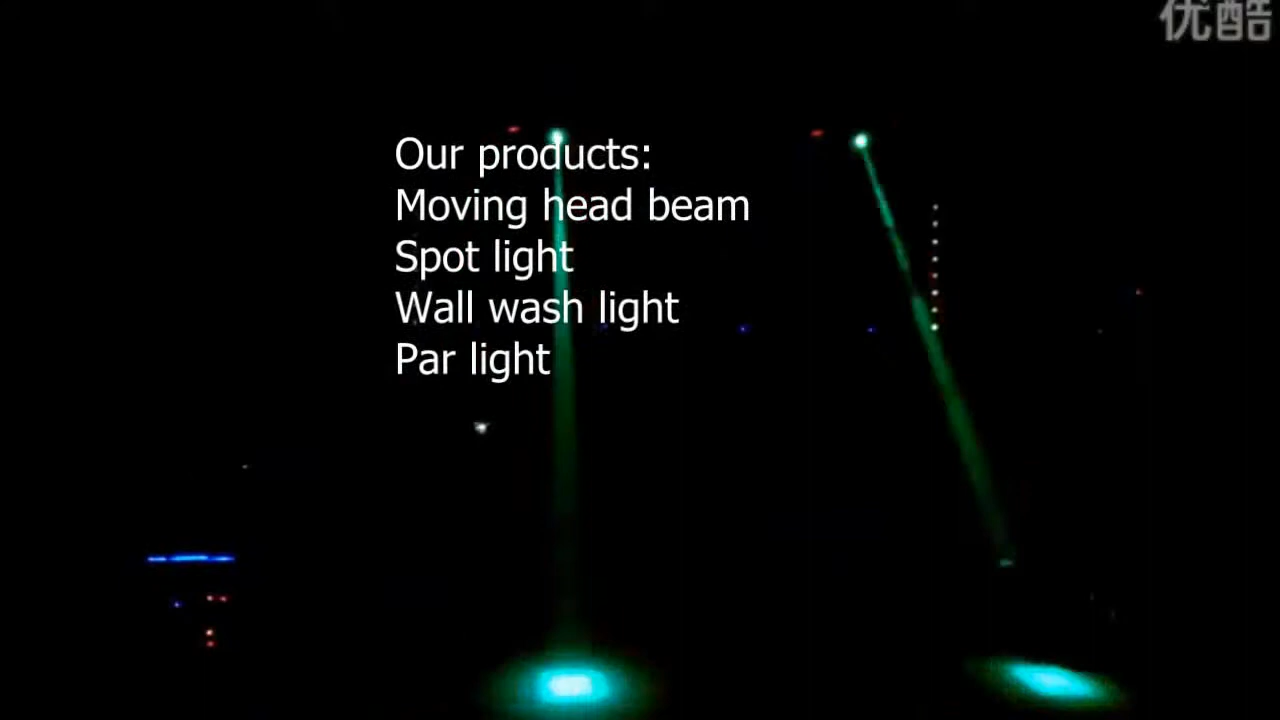 优酷
Our products:
Moving head beam
Spot light
Wall wash light
Par light